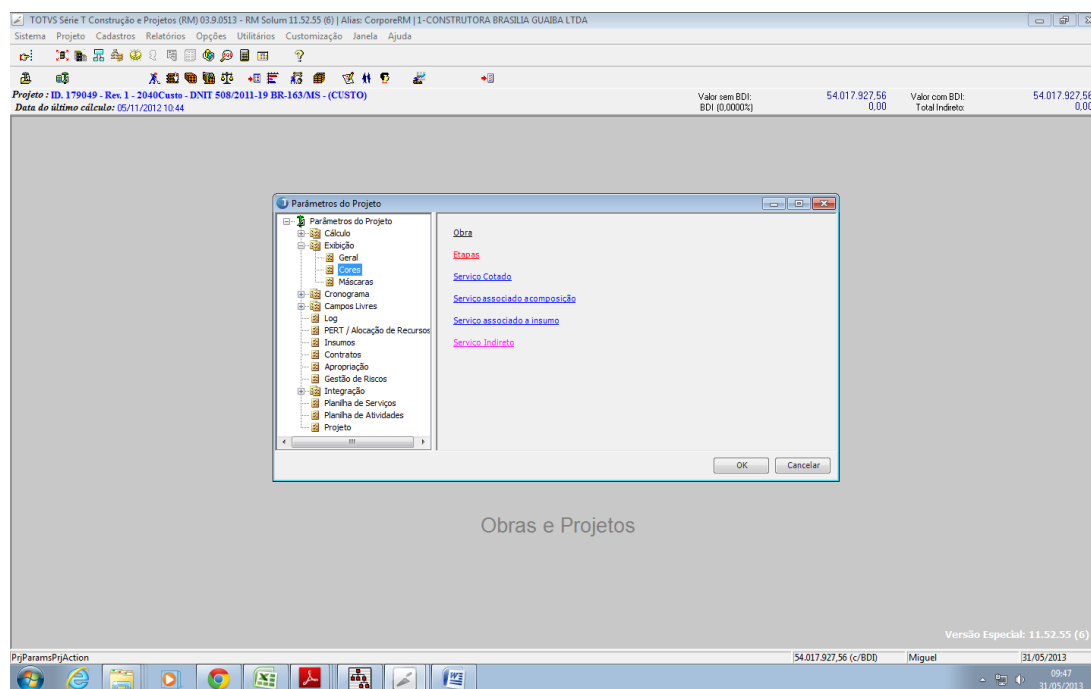 TOTVS Série T Construção e Projetos (RM) 03.9.0513 - RM Solum 11.52.55 (6) | Alias: CorporeRM | 1-CONSTRUTORA BRASILIA GUAIBA LTDA
Sistema Projeto Cadastros Relatórios Opções Utilitários Customização Janela Ajuda
Projeto : ID. 179049 - Rev. 1 - 2040Custo - DNIT 508/2011-19 BR-163/MS - (CUSTO)
Valor sem BDI: 54.017.927,56 Valor com BDI: 54.017.927,56
Data do último cálculo: 05/11/2012 10:44
BDI (0,0000%) 0,00 Total Indireto: 0,00
Parâmetros do Projeto
Parâmetros do Projeto
Cálculo
Exibição
Geral
Cores
Máscaras
Cronograma
Campos Livres
Log
PERT / Alocação de Recursos
Insumos
Contratos
Apropriação
Gestão de Riscos
Integração
Planilha de Serviços
Planilha de Atividades
Projeto
Obra
Etapas
Serviço Cotado
Serviço associado a composição
Serviço associado a insumo
Serviço Indireto
OK Cancelar
Obras e Projetos
Versão Especial: 11.52.55 (6)
PrjParamsPrjAction 54.017.927,56 (c/BDI) Miguel 31/05/2013
09:47
31/05/2013